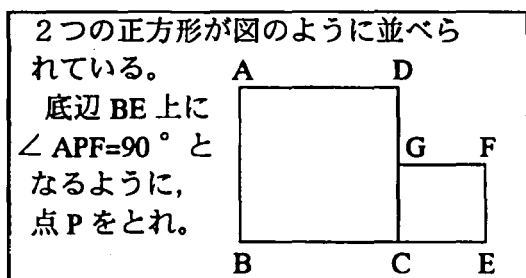 ２つの正方形が図のように並べら
れている。
底辺 BE 上に
∠ APF=90 ° と
なるように,
点 P をとれ。
A D
G F
B C E